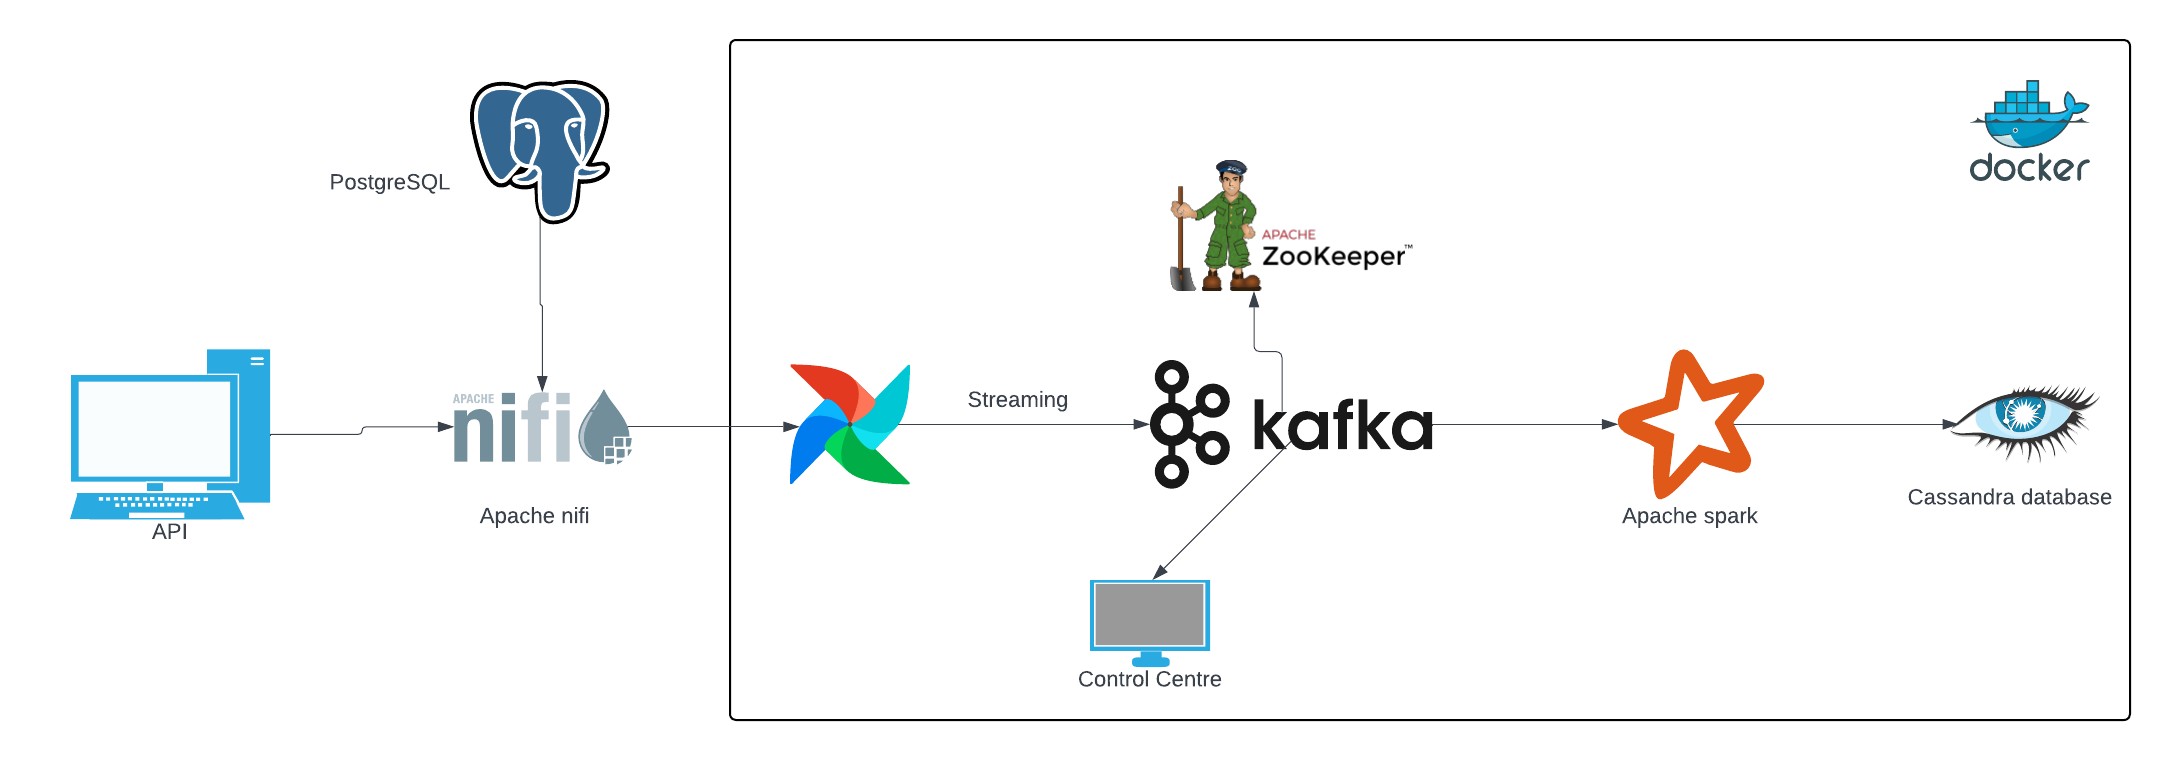 docker
PostgreSQL
APACHE
ZooKeeper™
APACHE
nifi
Streaming
kafka
API
Apache nifi
Apache spark
Cassandra database
Control Centre